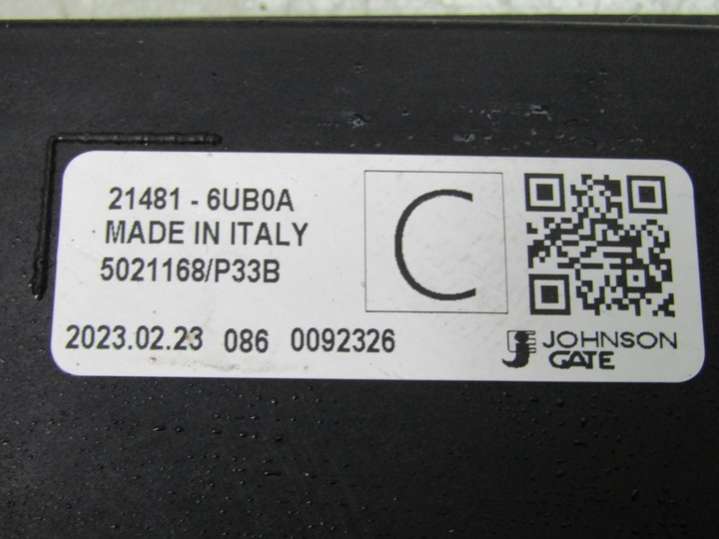 21481 - 6UB0A
MADE IN ITALY
5021168/P33B
C
2023.02.23 086 0092326
JOHNSON
GATE